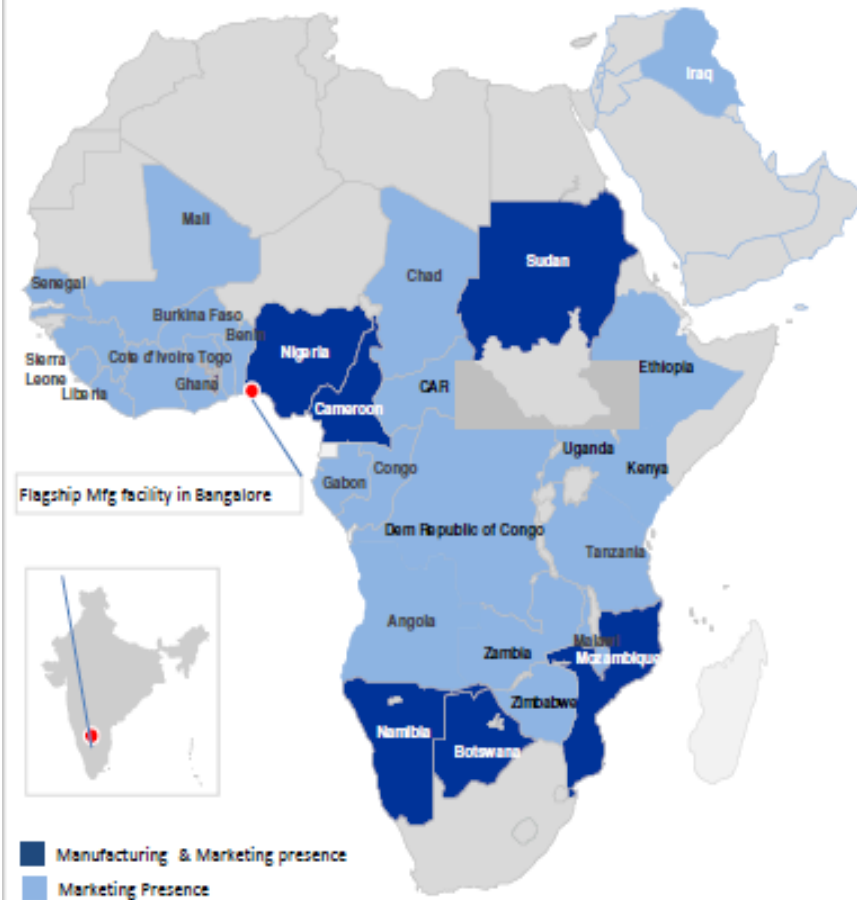 Iraq
Mali
Sudan
Senegal
Chad
Burkina Faso
Benin
Nigeria
Sierra
Leone
Cote d'Ivoire Togo
Ethiopia
Ghana
CAR
Liberia
Cameroon
Uganda
Congo
Kenya
Gabon
Flagship Mfg facility in Bangalore
Dem Republic of Congo
Tanzania
Angola
Malawi
Zambia
Mozambique
Zimbabwe
Namibia
Botswana
Manufacturing & Marketing presence
Marketing Presence